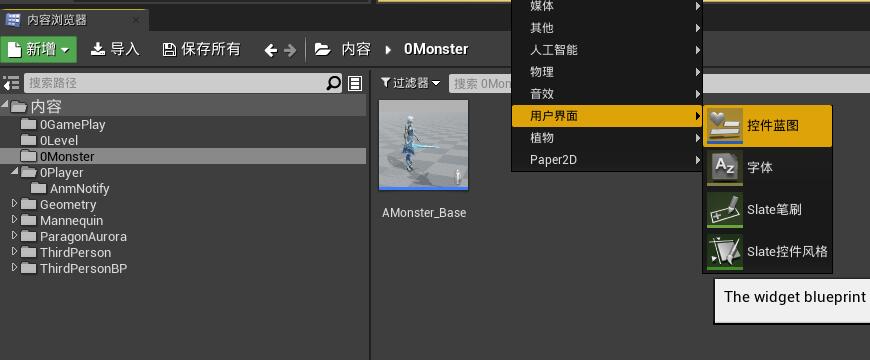 内容浏览器
新增 导入 保存所有 内容 0Monster
搜索路径
过滤器
搜索 0Mon
内容
0GamePlay
0Level
0Monster
0Player
AnmNotify
Geometry
Mannequin
ParagonAurora
ThirdPerson
ThirdPersonBP
AMonster_Base
媒体
其他
人工智能
物理
音效
用户界面
植物
Paper2D
控件蓝图
字体
Slate笔刷
Slate控件风格
The widget blueprint